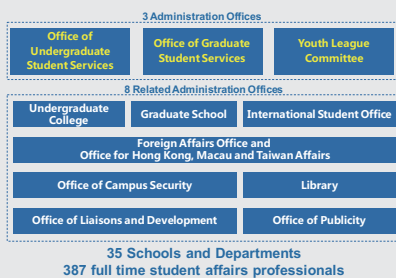 3 Administration Offices
Office of
Undergraduate
Student Services
Office of Graduate
Student Services
Youth League
Committee
8 Related Administration Offices
Undergraduate
College
Graduate School
International Student Office
Foreign Affairs Office and
Office for Hong Kong, Macau and Taiwan Affairs
Office of Campus Security
Library
Office of Liaisons and Development
Office of Publicity
35 Schools and Departments
387 full time student affairs professionals